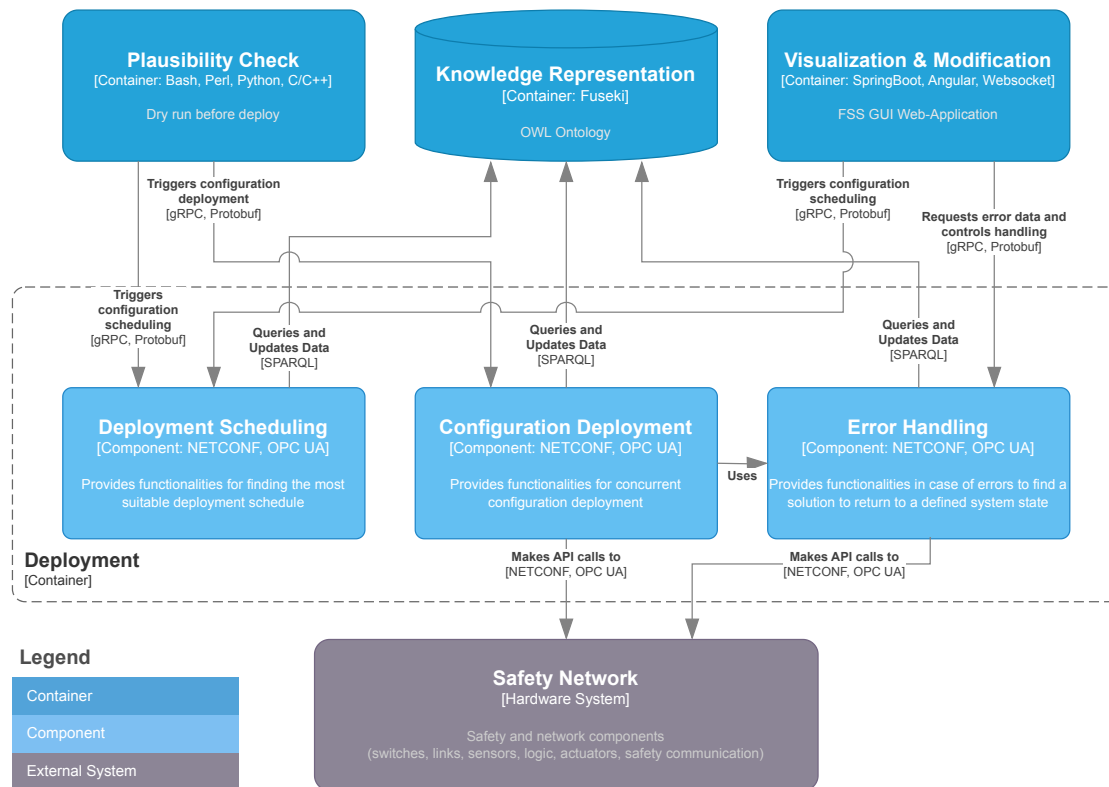 Plausibility Check
[Container: Bash, Perl, Python, C/C++]
Dry run before deploy
Knowledge Representation
[Container: Fuseki]
OWL Ontology
Visualization & Modification
[Container: SpringBoot, Angular, Websocket]
FSS GUI Web-Application
Triggers configuration
deployment
[gRPC, Protobuf]
Triggers configuration
scheduling
[gRPC, Protobuf]
Requests error data and
controls handling
[gRPC, Protobuf]
Triggers
configuration
scheduling
[gRPC, Protobuf]
Queries and
Updates Data
[SPARQL]
Queries and
Updates Data
[SPARQL]
Queries and
Updates Data
[SPARQL]
Deployment Scheduling
[Component: NETCONF, OPC UA]
Provides functionalities for finding the most
suitable deployment schedule
Configuration Deployment
[Component: NETCONF, OPC UA]
Provides functionalities for concurrent
configuration deployment
Uses
Error Handling
[Component: NETCONF, OPC UA]
Provides functionalities in case of errors to find a
solution to return to a defined system state
Deployment
[Container]
Makes API calls to
[NETCONF, OPC UA]
Makes API calls to
[NETCONF, OPC UA]
Legend
Container
Component
External System
Safety Network
[Hardware System]
Safety and network components
(switches, links, sensors, logic, actuators, safety communication)